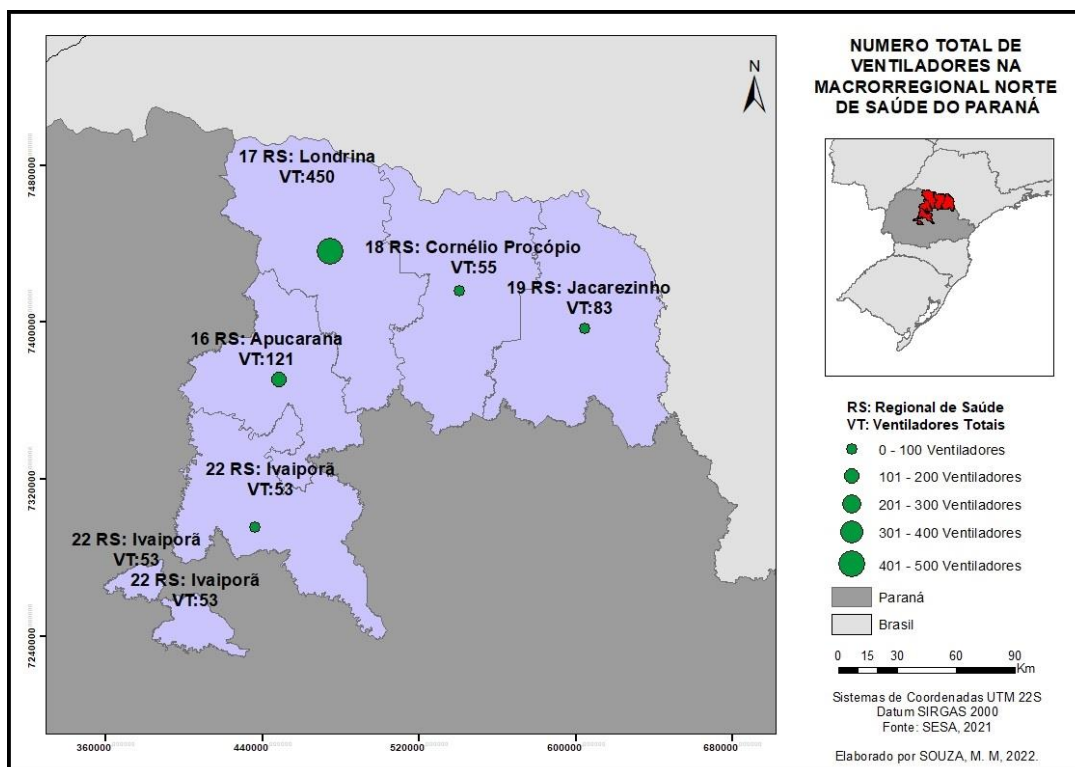 NUMERO TOTAL DE
VENTILADORES NA
MACRORREGIONAL NORTE
DE SAÚDE DO PARANÁ
N
17 RS: Londrina
VT:450
18 RS: Cornélio Procópio
VT:55
19 RS: Jacarezinho
VT:83
16 RS: Apucarana
VT:121
22 RS: Ivaiporã
VT:53
22 RS: Ivaiporã
VT:53
22 RS: Ivaiporã
VT:53
7480000
7400000
7320000
7240000
360000
440000
520000
600000
680000
RS: Regional de Saúde
VT: Ventiladores Totais
0 - 100 Ventiladores
101 - 200 Ventiladores
201 - 300 Ventiladores
301 - 400 Ventiladores
401 - 500 Ventiladores
Paraná
Brasil
0 15 30 60 90
Km
Sistemas de Coordenadas UTM 22S
Datum SIRGAS 2000
Fonte: SESA, 2021
Elaborado por SOUZA, M. M, 2022.